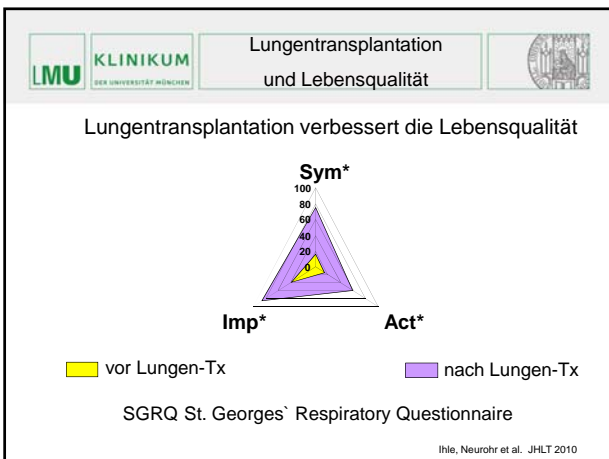 LMU
KLINIKUM
DER UNIVERSITÄT MÜNCHEN
Lungentransplantation
und Lebensqualität
Lungentransplantation verbessert die Lebensqualität
Sym*
100
80
60
40
20
0
Imp*
Act*
vor Lungen-Tx
nach Lungen-Tx
SGRQ St. Georges` Respiratory Questionnaire
Ihle, Neurohr et al. JHLT 2010